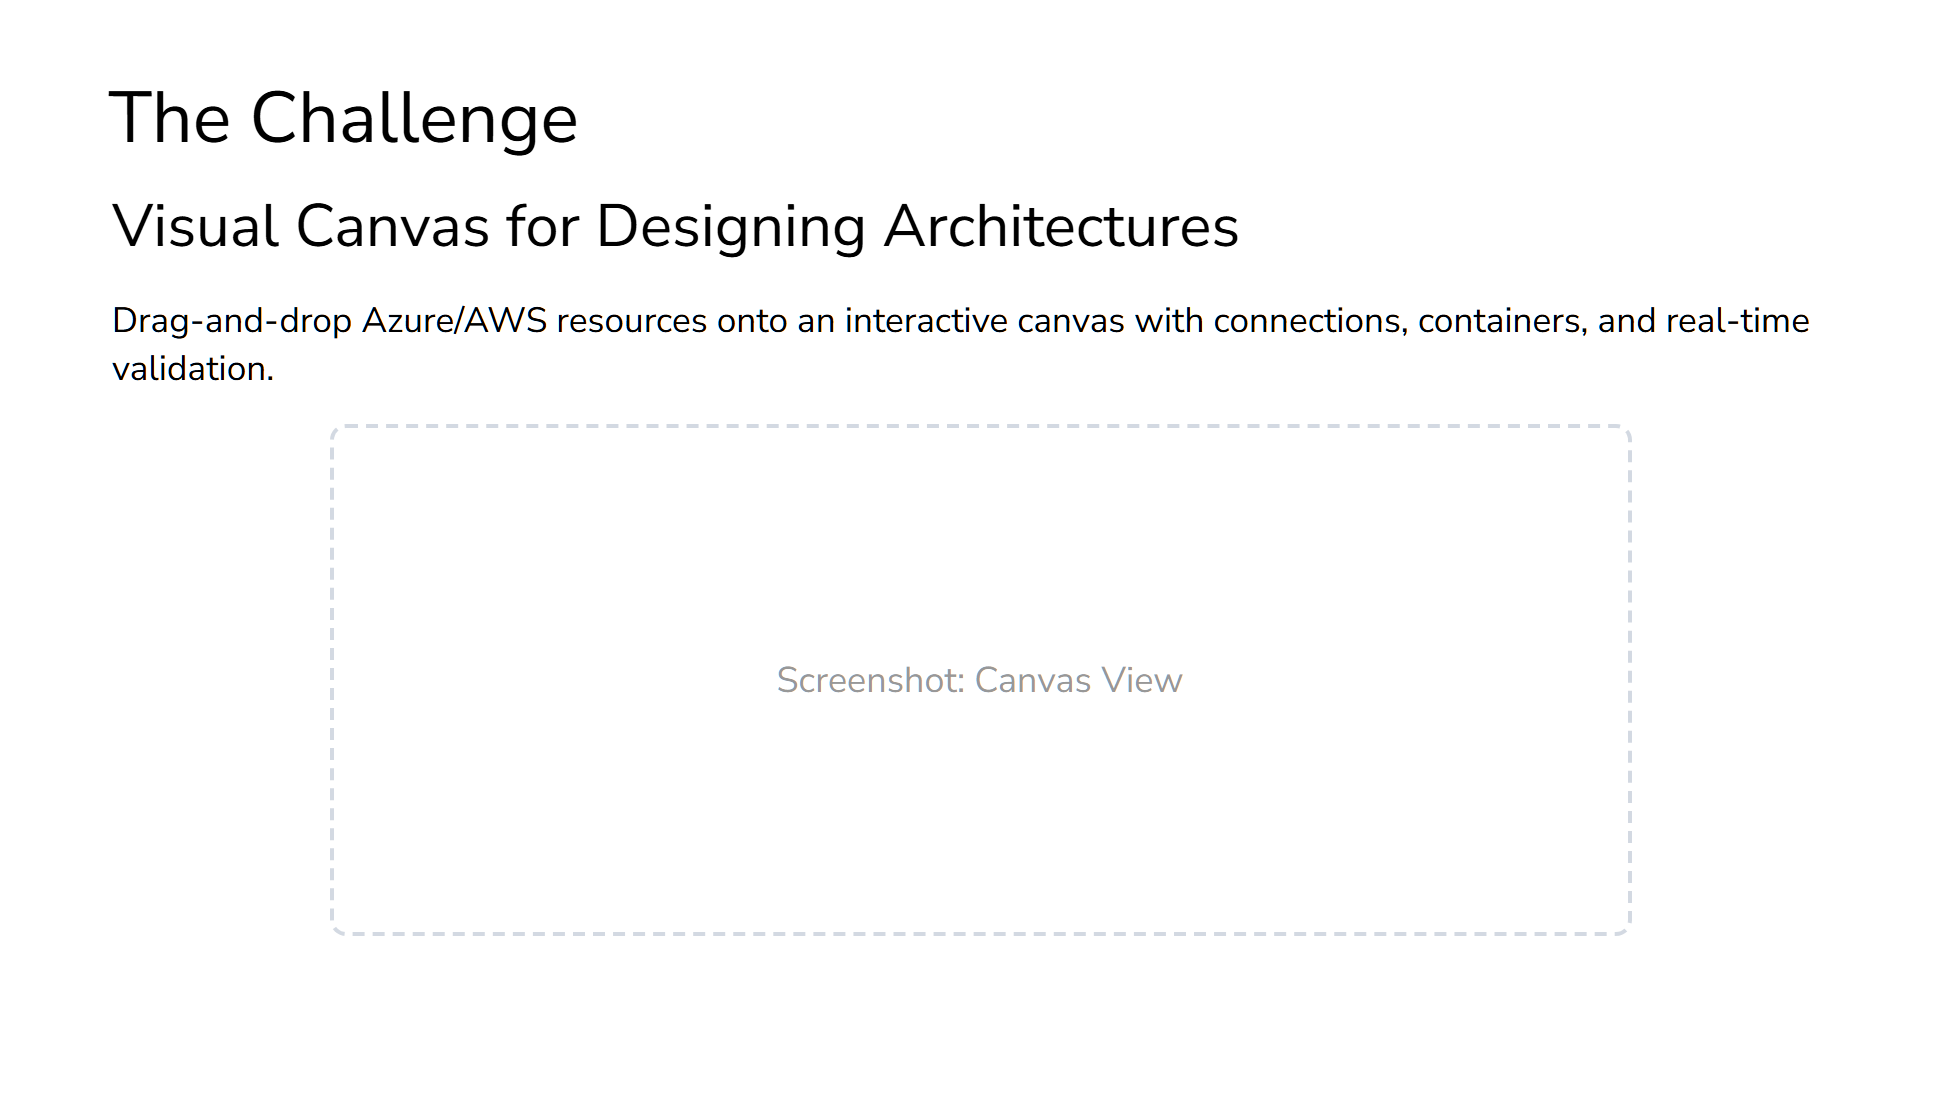 The Challenge
Visual Canvas for Designing Architectures
Drag-and-drop Azure/AWS resources onto an interactive canvas with connections, containers, and real-time
validation.
Screenshot: Canvas View